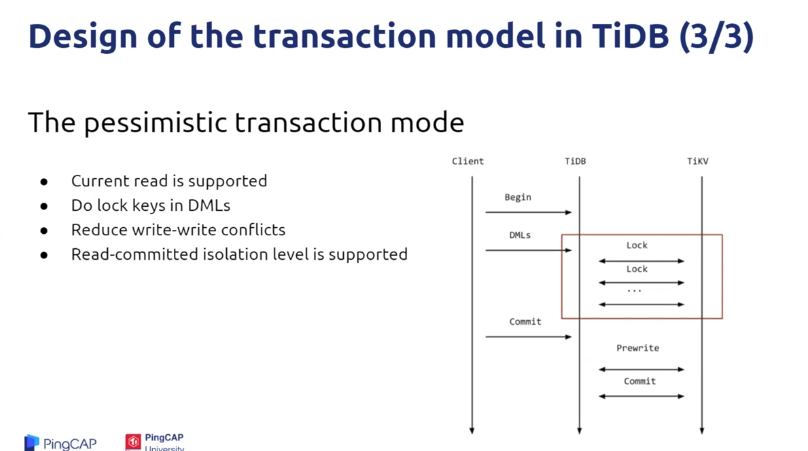 Design of the transaction model in TiDB (3/3)
The pessimistic transaction mode
● Current read is supported
● Do lock keys in DMLs
● Reduce write-write conflicts
● Read-committed isolation level is supported
Client TiDB TiKV
Begin
DMLs
Lock
Lock
...
Commit
Prewrite
Commit
PingCAP
PingCAP
University